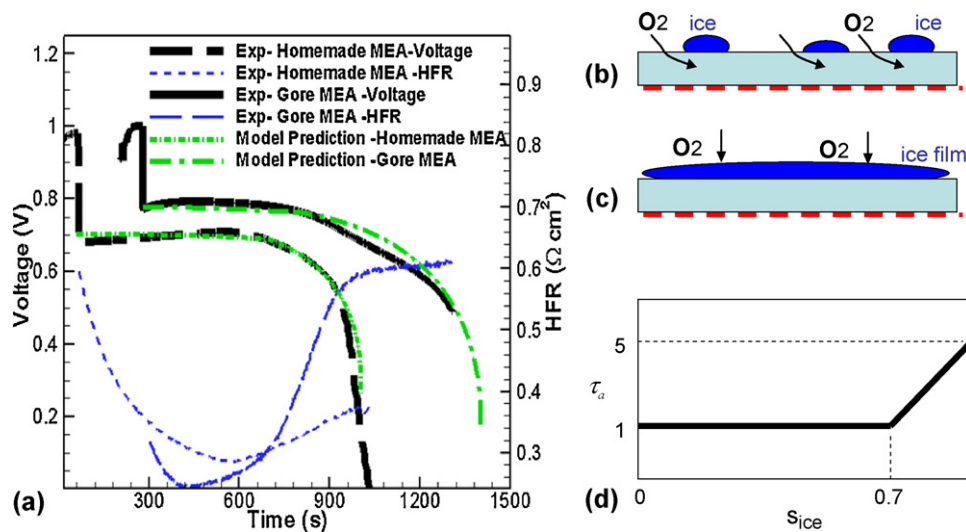 Exp- Homemade MEA-Voltage
Exp- Homemade MEA -HFR
Exp- Gore MEA -Voltage
Exp- Gore MEA-HFR
Model Prediction -Homemade MEA
Model Prediction -Gore MEA
1.2
1
0.8
0.6
0.4
0.2
Voltage (V)
0.9
0.8
0.7
0.6
0.5
0.4
0.3
HFR (Ω cm²)
300 600 900 1200 1500
Time (s)
(a)
O2 ice O2 ice
(b)
O2 O2 ice film
(c)
5
τa
1
0 0.7
sice
(d)